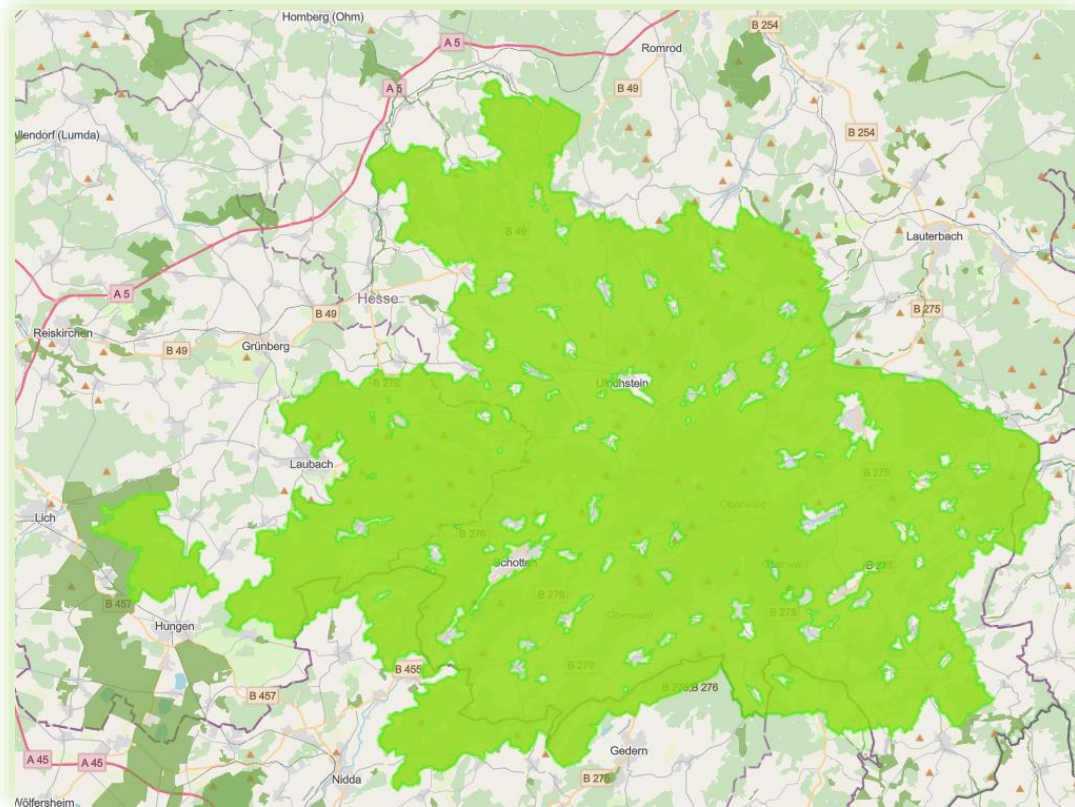 Homberg (Ohm)
A 5
B 254
Romrod
A 5
B 49
llendorf (Lumda)
B 254
B 49
Lauterbach
A 5
Hesse
B 49
B 275
Reiskirchen
B 49
Grünberg
B 276
Ulrichstein
Laubach
B 275
Lich
Oberwald
B 276
Schotten
Oberwald
B 275
B 457
B 276
Hungen
Oberwald
B 275
B 455
B 276
B 276
B 457
A 45
A 45
Gedern
Nidda
B 275
Wölfersheim